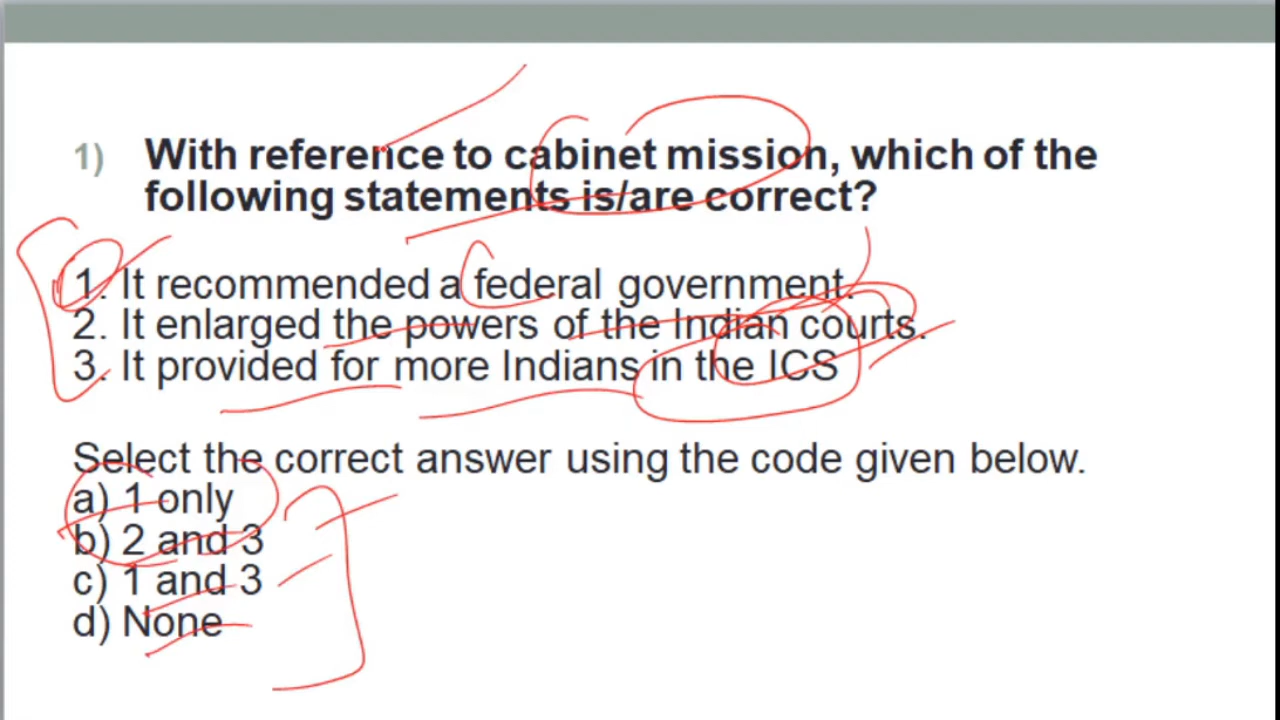 1) With reference to cabinet mission, which of the
following statements is/are correct?
1. It recommended a federal government.
2. It enlarged the powers of the Indian courts.
3. It provided for more Indians in the ICS
Select the correct answer using the code given below.
a) 1 only
b) 2 and 3
c) 1 and 3
d) None